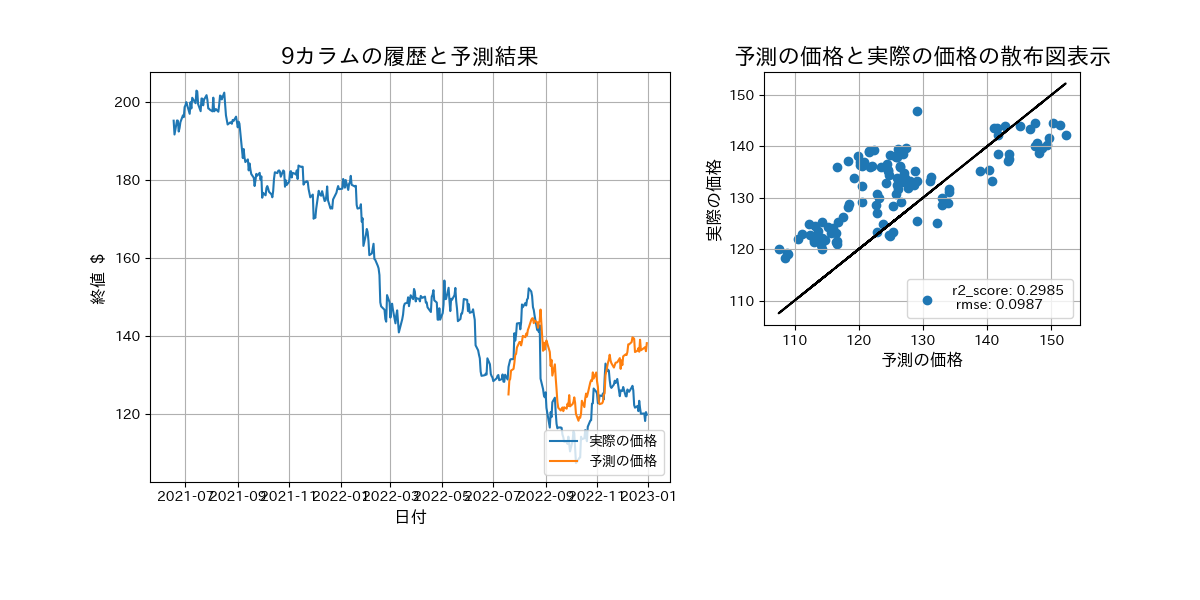 9カラムの履歴と予測結果
終値 $
200
180
160
140
120
2021-07 2021-09 2021-11 2022-01 2022-03 2022-05 2022-07 2022-09 2022-11 2023-01
日付
実際の価格
予測の価格
予測の価格と実際の価格の散布図表示
実際の価格
150
140
130
120
110
110 120 130 140 150
予測の価格
r2_score: 0.2985
rmse: 0.0987